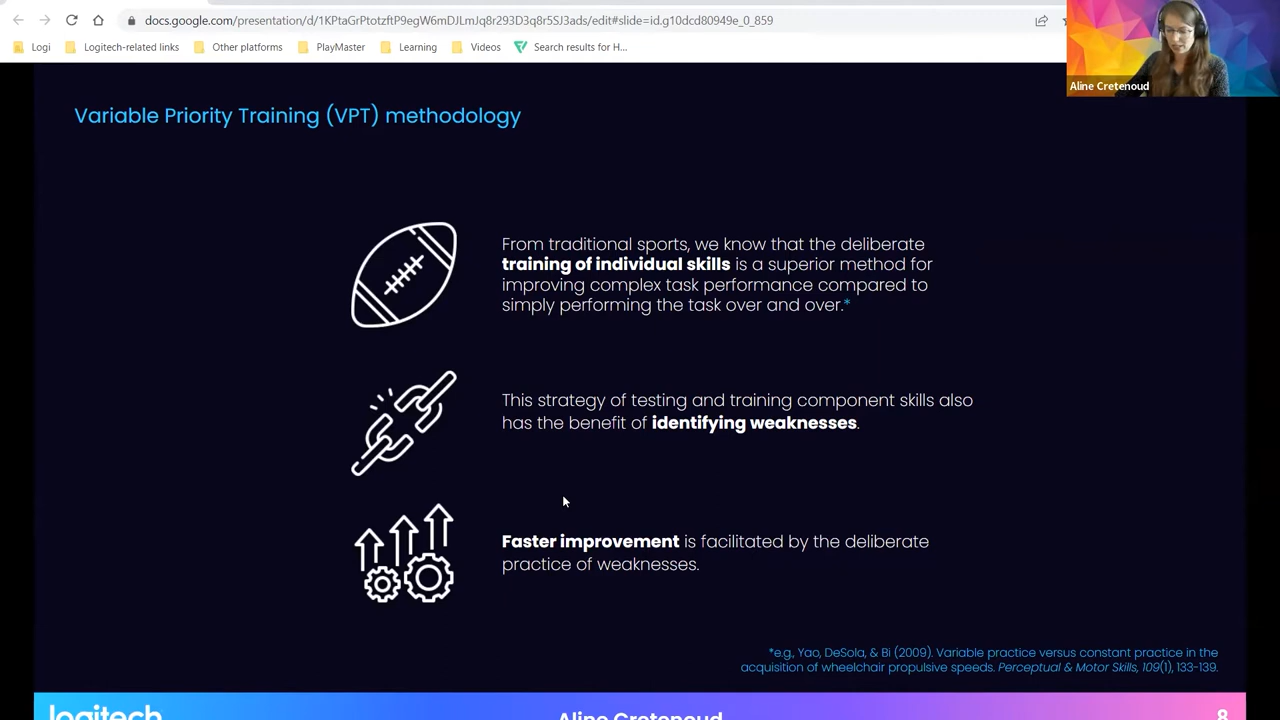 docs.google.com/presentation/d/1KPtaGrPtotzftP9egW6mDJLmJq8r293D3q8r5SJ3ads/edit#slide=id.g10dcd80949e_0_859
Logi
Logitech-related links
Other platforms
PlayMaster
Learning
Videos
Search results for H...
Aline Cretenoud
Variable Priority Training (VPT) methodology
From traditional sports, we know that the deliberate
training of individual skills is a superior method for
improving complex task performance compared to
simply performing the task over and over.*
This strategy of testing and training component skills also
has the benefit of identifying weaknesses.
Faster improvement is facilitated by the deliberate
practice of weaknesses.
*e.g., Yao, DeSola, & Bi (2009). Variable practice versus constant practice in the
acquisition of wheelchair propulsive speeds. Perceptual & Motor Skills, 109(1), 133-139.
logitech
Aline Cretenoud
8